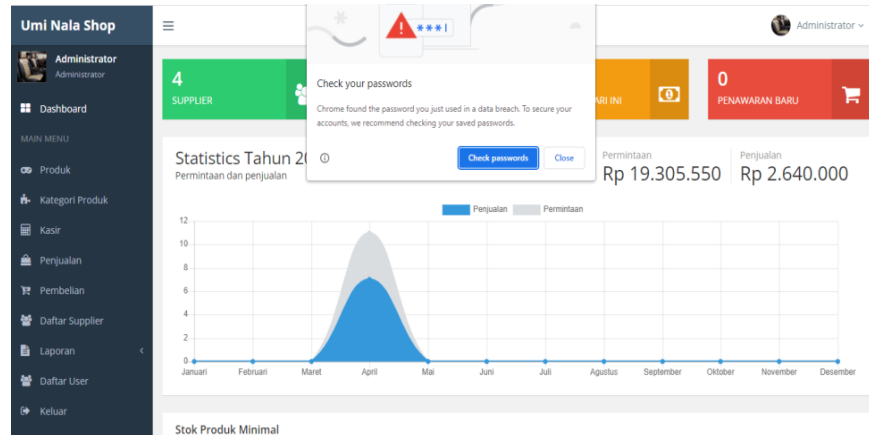 Umi Nala Shop
Administrator
Administrator
Dashboard
MAIN MENU
Produk
Kategori Produk
Kasir
Penjualan
Pembelian
Daftar Supplier
Laporan
Daftar User
Keluar
Administrator
4
SUPPLIER
ARI INI
0
PENAWARAN BARU
***
Check your passwords
Chrome found the password you just used in a data breach. To secure your
accounts, we recommend checking your saved passwords.
Check passwords
Close
Statistics Tahun 20
Permintaan dan penjualan
Permintaan
Rp 19.305.550
Penjualan
Rp 2.640.000
Penjualan
Permintaan
12
10
8
6
4
2
0
Januari Februari Maret April Mai Juni Juli Agustus September Oktober November Desember
Stok Produk Minimal